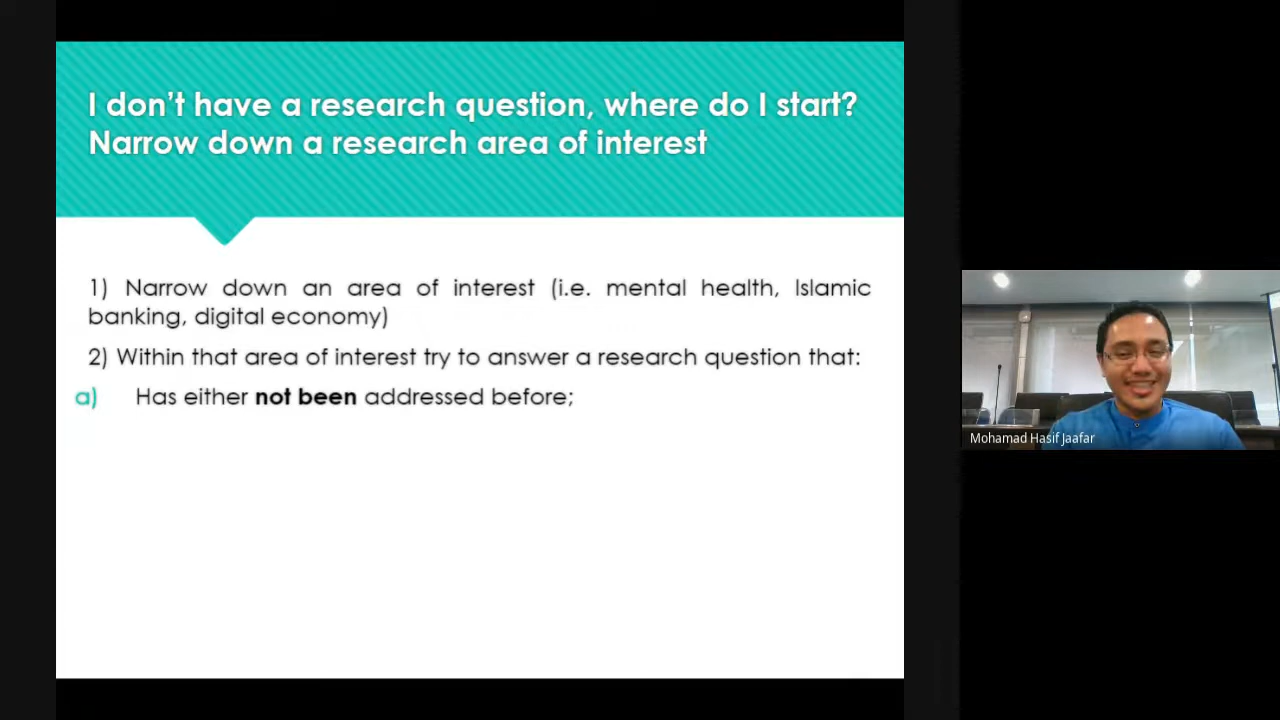 I don't have a research question, where do I start?
Narrow down a research area of interest
1) Narrow down an area of interest (i.e. mental health, Islamic
banking, digital economy)
2) Within that area of interest try to answer a research question that:
a) Has either not been addressed before;
Mohamad Hasif Jaafar